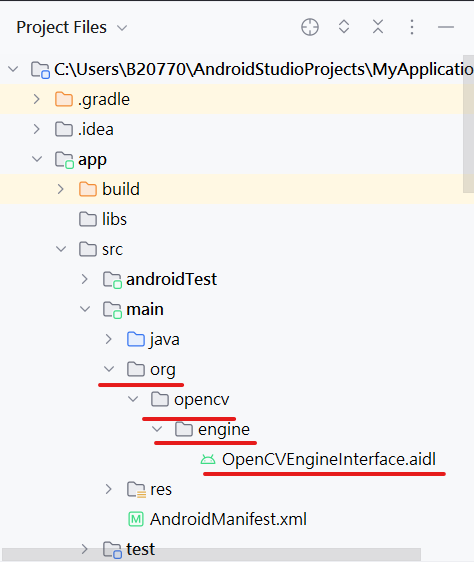 Project Files
C:\Users\B20770\AndroidStudioProjects\MyApplicatio
.gradle
.idea
app
build
libs
src
androidTest
main
java
org
opencv
engine
OpenCVEngineInterface.aidl
res
AndroidManifest.xml
test